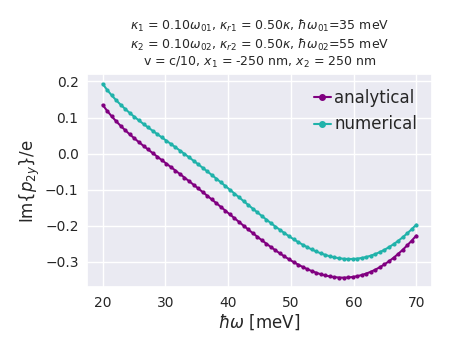 κ₁ = 0.10ω₀₁, κᵣ₁ = 0.50κ, ħω₀₁=35 meV
κ₂ = 0.10ω₀₂, κᵣ₂ = 0.50κ, ħω₀₂=55 meV
v = c/10, x₁ = -250 nm, x₂ = 250 nm
analytical
numerical
Im{p₂ᵧ}/e
0.2
0.1
0.0
−0.1
−0.2
−0.3
20 30 40 50 60 70
ħω [meV]